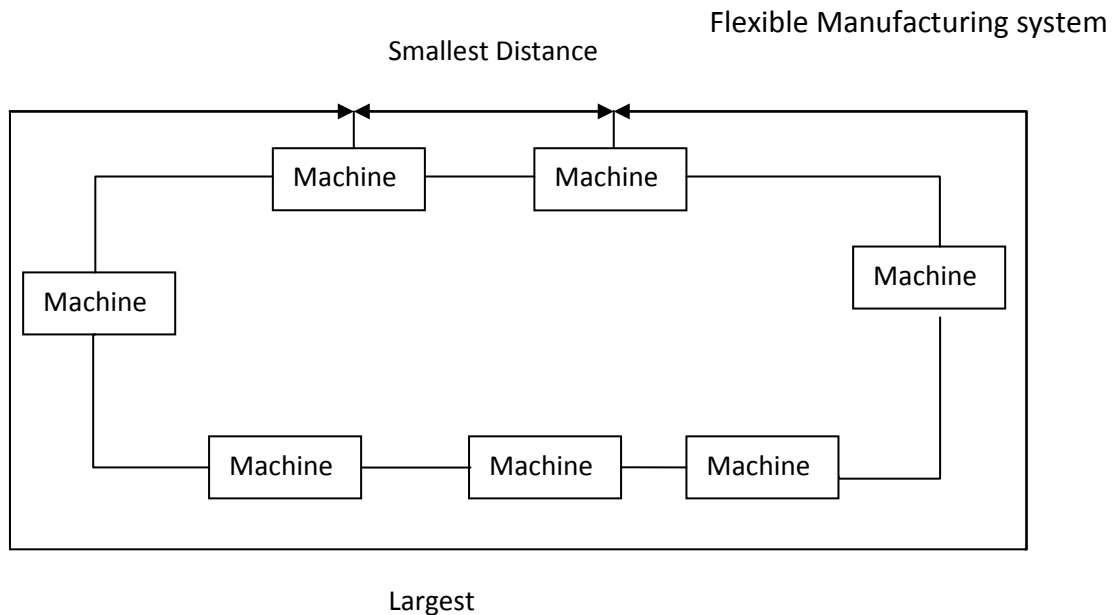 Flexible Manufacturing system
Smallest Distance
Machine
Machine
Machine
Machine
Machine
Machine
Machine
Largest